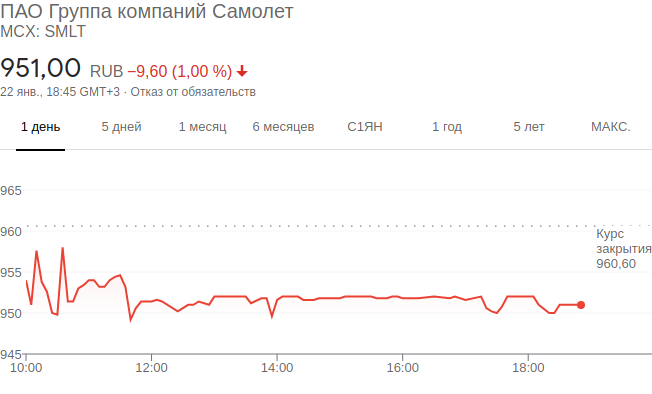 ПАО Группа компаний Самолет
MCX: SMLT
951,00 RUB −9,60 (1,00 %)
22 янв., 18:45 GMT+3 · Отказ от обязательств
1 день 5 дней 1 месяц 6 месяцев С1ЯН 1 год 5 лет МАКС.
965
960
Курс
закрытия
960,60
955
950
945
10:00 12:00 14:00 16:00 18:00